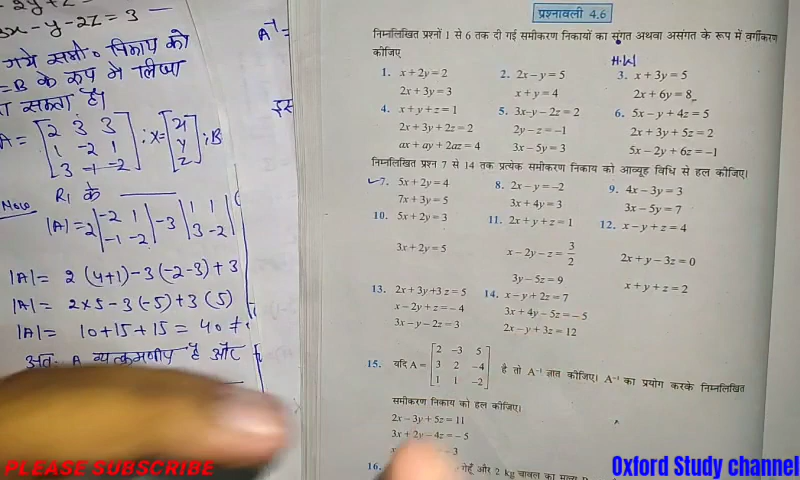 3x - y - 2z = 3
गये समी० निकाय को
= B के रूप में लिखा
जा सकता है।
A = [2 3 3 ; X = [x ; B
1 -2 1 y
3 -1 -2] z]
Now R₁ के
|A| = 2 |-2 1 -3 |1 1
-1 -2| 3 -2|
|A| = 2(4+1) - 3(-2-3) + 3
|A| = 2×5 - 3(-5) + 3(5)
|A| = 10+15+15 = 40 ≠
अतः A व्युत्क्रमणीय है और
A⁻¹ =
इस
प्रश्नावली 4.6
निम्नलिखित प्रश्नों 1 से 6 तक दी गई समीकरण निकायों का संगत अथवा असंगत के रूप में वर्गीकरण
कीजिए
H.W
1. x + 2y = 2 2. 2x – y = 5 3. x + 3y = 5
2x + 3y = 3 x + y = 4 2x + 6y = 8
4. x + y + z = 1 5. 3x–y – 2z = 2 6. 5x – y + 4z = 5
2x + 3y + 2z = 2 2y – z = –1 2x + 3y + 5z = 2
ax + ay + 2az = 4 3x – 5y = 3 5x – 2y + 6z = –1
निम्नलिखित प्रश्न 7 से 14 तक प्रत्येक समीकरण निकाय को आव्यूह विधि से हल कीजिए।
7. 5x + 2y = 4 8. 2x – y = –2 9. 4x – 3y = 3
7x + 3y = 5 3x + 4y = 3 3x – 5y = 7
10. 5x + 2y = 3 11. 2x + y + z = 1 12. x – y + z = 4
3x + 2y = 5 x – 2y – z = 3/2 2x + y – 3z = 0
3y – 5z = 9 x + y + z = 2
13. 2x + 3y +3 z = 5 14. x – y + 2z = 7
x – 2y + z = – 4 3x + 4y – 5z = – 5
3x – y – 2z = 3 2x – y + 3z = 12
15. यदि A = [2 –3 5 है तो A⁻¹ ज्ञात कीजिए। A⁻¹ का प्रयोग करके निम्नलिखित
3 2 –4
1 1 –2]
समीकरण निकाय को हल कीजिए।
2x – 3y + 5z = 11
3x + 2y – 4z = – 5
3
16. गेहूँ और 2 kg चावल का मूल्य
PLEASE SUBSCRIBE
Oxford Study channel